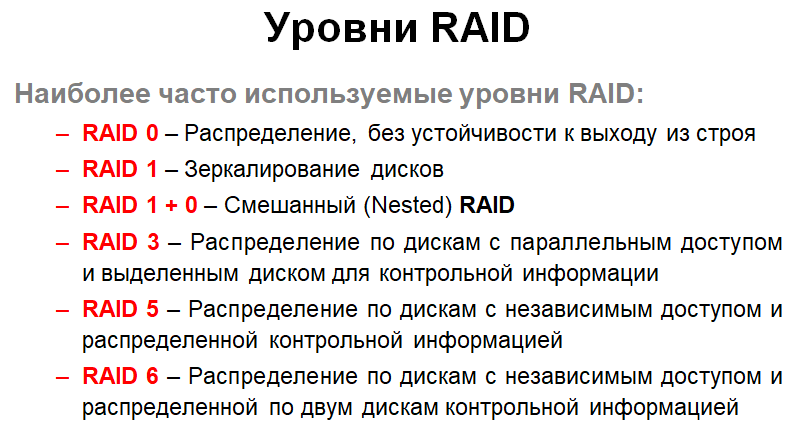 Уровни RAID
Наиболее часто используемые уровни RAID:
– RAID 0 – Распределение, без устойчивости к выходу из строя
– RAID 1 – Зеркалирование дисков
– RAID 1 + 0 – Смешанный (Nested) RAID
– RAID 3 – Распределение по дискам с параллельным доступом
и выделенным диском для контрольной информации
– RAID 5 – Распределение по дискам с независимым доступом и
распределенной контрольной информацией
– RAID 6 – Распределение по дискам с независимым доступом и
распределенной по двум дискам контрольной информацией